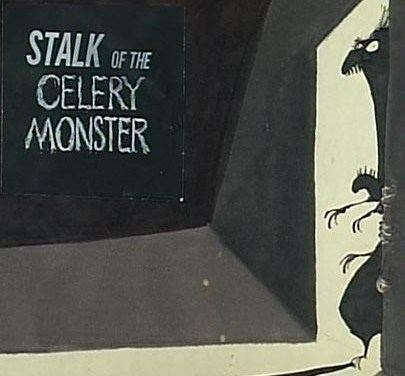 STALK OF THE
CELERY
MONSTER